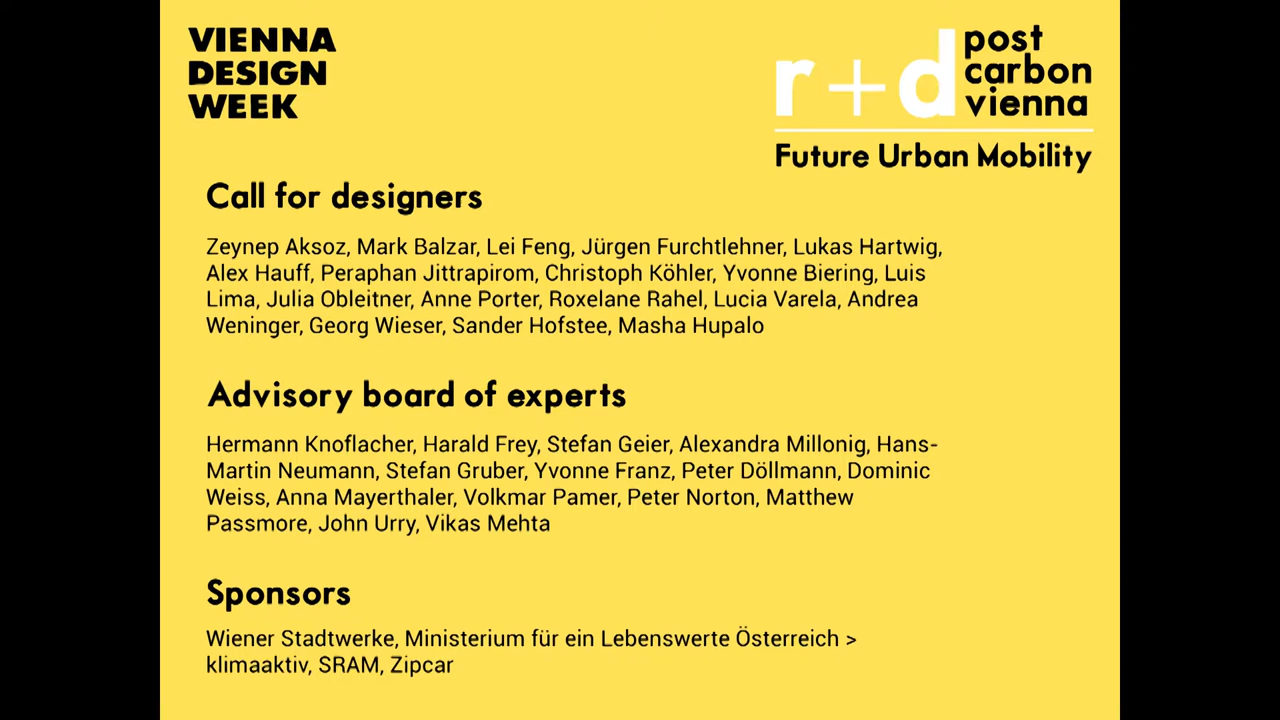 VIENNA
DESIGN
WEEK
r+d post
carbon
vienna
Future Urban Mobility
Call for designers
Zeynep Aksoz, Mark Balzar, Lei Feng, Jürgen Furchtlehner, Lukas Hartwig,
Alex Hauff, Peraphan Jittrapirom, Christoph Köhler, Yvonne Biering, Luis
Lima, Julia Obleitner, Anne Porter, Roxelane Rahel, Lucia Varela, Andrea
Weninger, Georg Wieser, Sander Hofstee, Masha Hupalo
Advisory board of experts
Hermann Knoflacher, Harald Frey, Stefan Geier, Alexandra Millonig, Hans-
Martin Neumann, Stefan Gruber, Yvonne Franz, Peter Döllmann, Dominic
Weiss, Anna Mayerthaler, Volkmar Pamer, Peter Norton, Matthew
Passmore, John Urry, Vikas Mehta
Sponsors
Wiener Stadtwerke, Ministerium für ein Lebenswerte Österreich >
klimaaktiv, SRAM, Zipcar